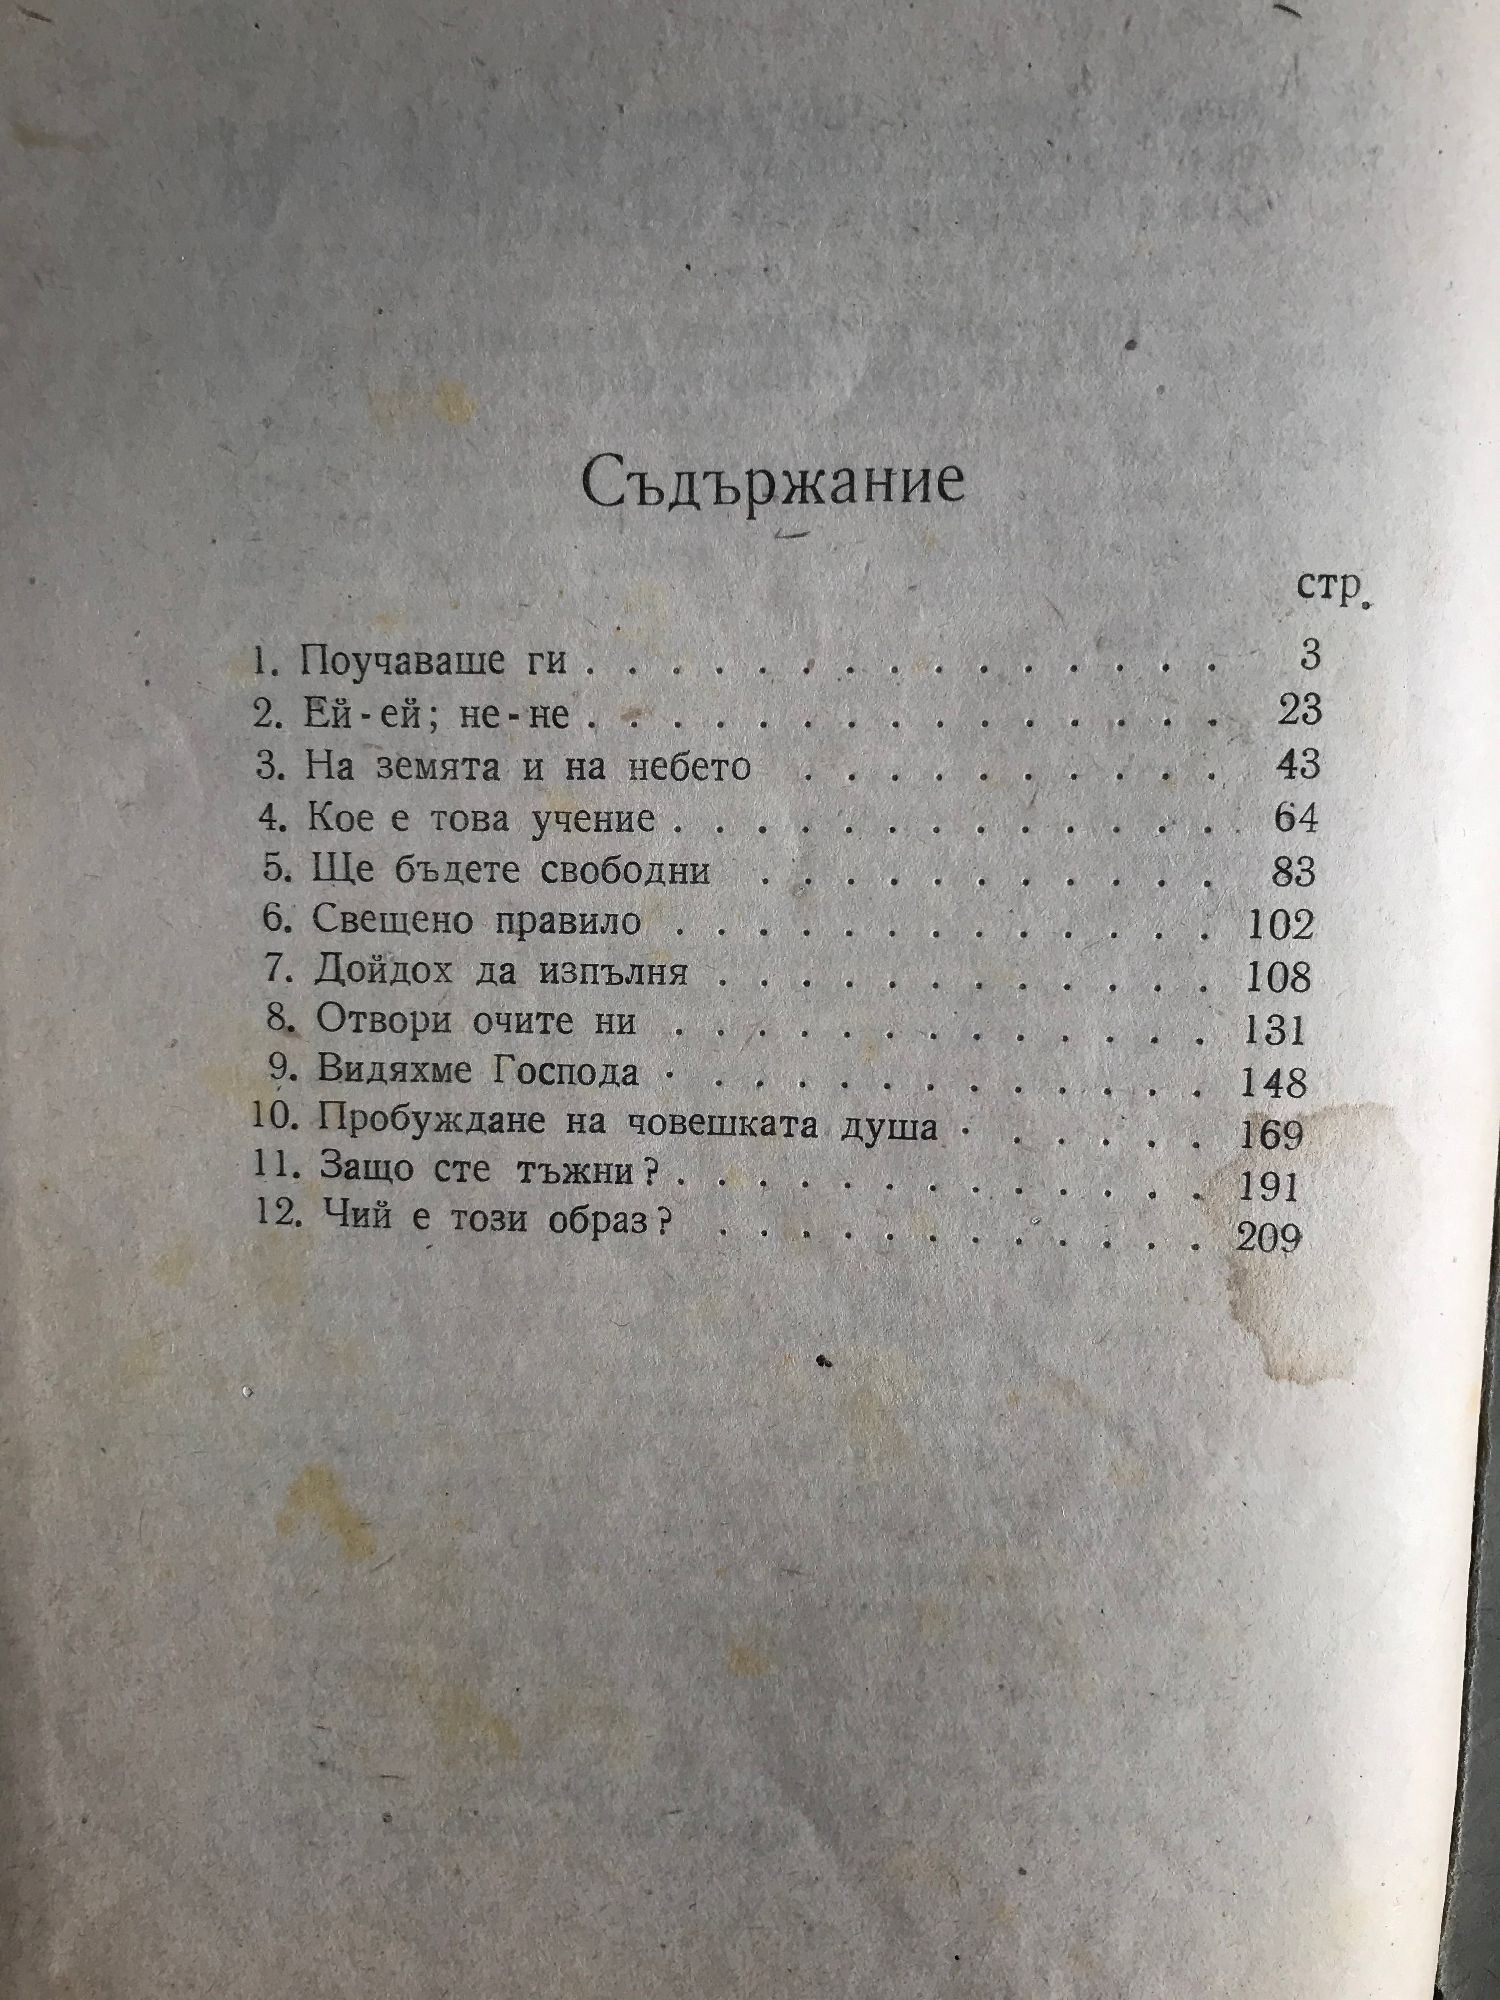 Съдържание
стр.
1. Поучаваше ги . . . . . . . . . . . . . . . 3
2. Ей-ей; не-не . . . . . . . . . . . . . . . 23
3. На земята и на небето . . . . . . . . . . 43
4. Кое е това учение . . . . . . . . . . . . . 64
5. Ще бъдете свободни . . . . . . . . . . . 83
6. Свещено правило . . . . . . . . . . . . . 102
7. Дойдох да изпълня . . . . . . . . . . . . 108
8. Отвори очите ни . . . . . . . . . . . . . 131
9. Видяхме Господа . . . . . . . . . . . . . 148
10. Пробуждане на човешката душа . . . . . . 169
11. Защо сте тъжни? . . . . . . . . . . . . . 191
12. Чий е този образ? . . . . . . . . . . . . 209